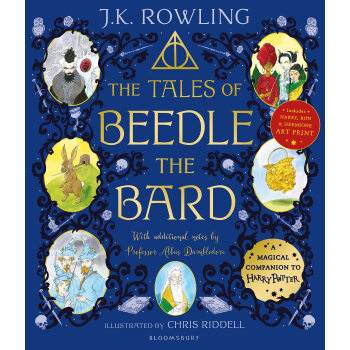 J.K. ROWLING
THE TALES OF
BEEDLE
THE
BARD
Includes
HARRY, RON
& HERMIONE
ART PRINT
With additional notes by
Professor Albus Dumbledore
A
MAGICAL
COMPANION TO
HARRY POTTER
ILLUSTRATED BY CHRIS RIDDELL
BLOOMSBURY